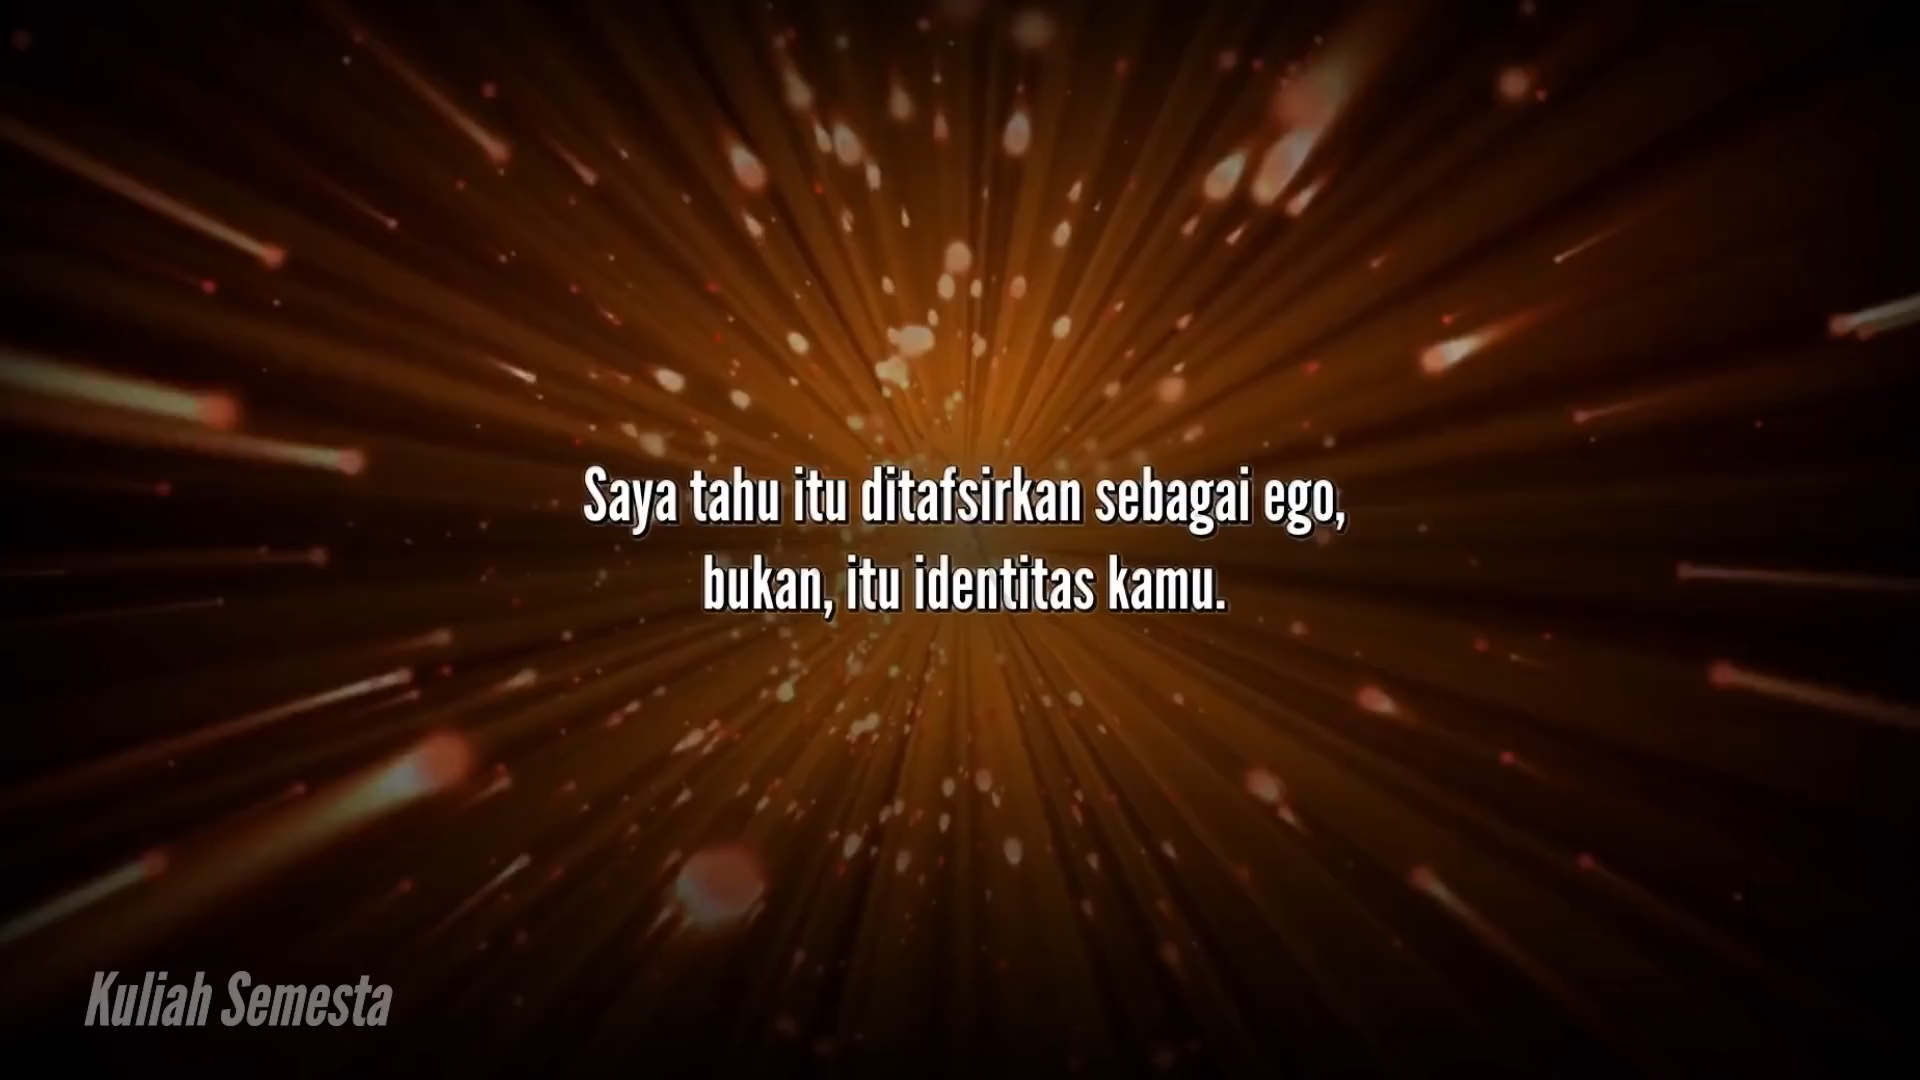 Saya tahu itu ditafsirkan sebagai ego,
bukan, itu identitas kamu.
Kuliah Semesta